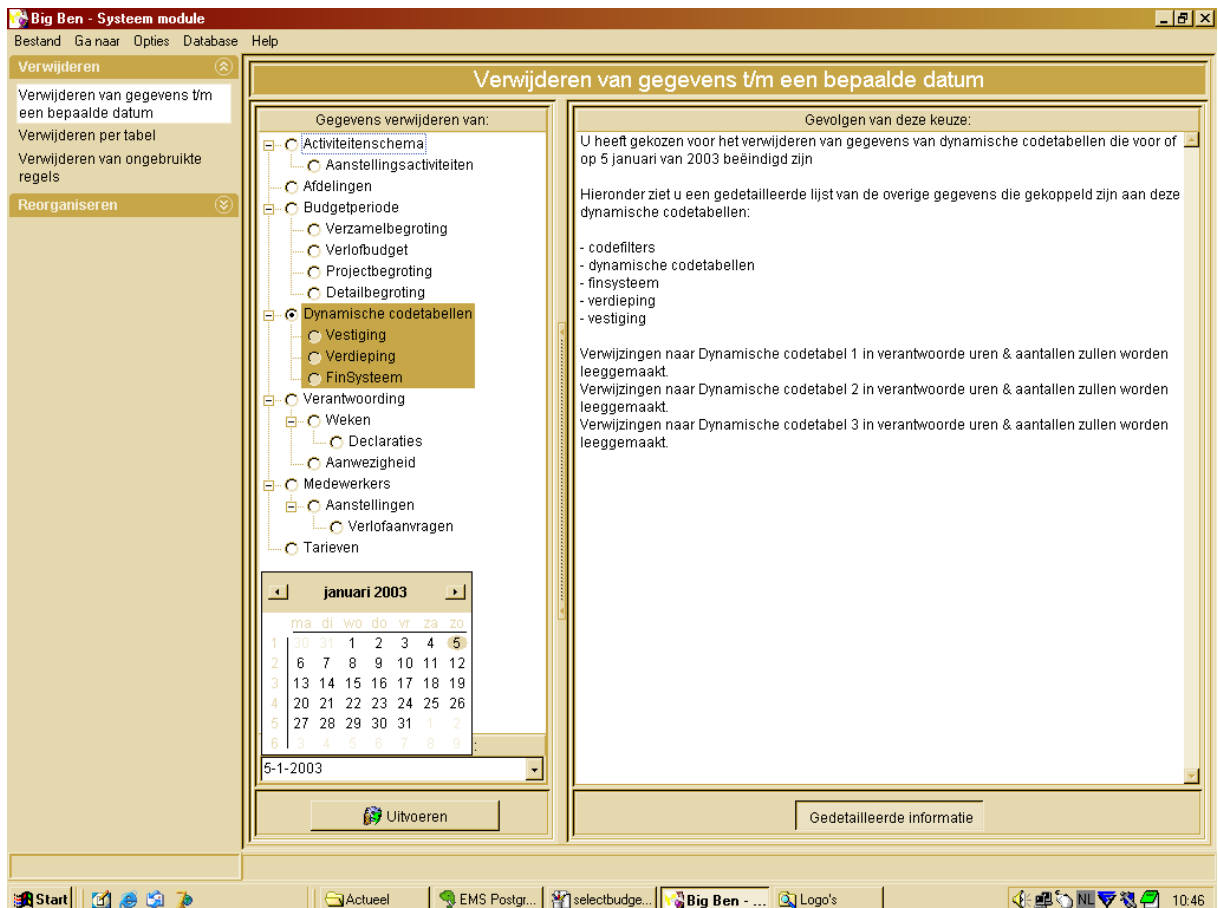 Big Ben - Systeem module
Bestand Ga naar Opties Database Help
Verwijderen
Verwijderen van gegevens t/m
een bepaalde datum
Verwijderen per tabel
Verwijderen van ongebruikte
regels
Reorganiseren
Verwijderen van gegevens t/m een bepaalde datum
Gegevens verwijderen van:
Activiteitenschema
Aanstellingsactiviteiten
Afdelingen
Budgetperiode
Verzamelbegroting
Verlofbudget
Projectbegroting
Detailbegroting
Dynamische codetabellen
Vestiging
Verdieping
FinSysteem
Verantwoording
Weken
Declaraties
Aanwezigheid
Medewerkers
Aanstellingen
Verlofaanvragen
Tarieven
januari 2003
ma di wo do vr za zo
1 30 31 1 2 3 4 5
2 6 7 8 9 10 11 12
3 13 14 15 16 17 18 19
4 20 21 22 23 24 25 26
5 27 28 29 30 31 1 2
6 3 4 5 6 7 8 9
:
5-1-2003
Uitvoeren
Gevolgen van deze keuze:
U heeft gekozen voor het verwijderen van gegevens van dynamische codetabellen die voor of
op 5 januari van 2003 beëindigd zijn
Hieronder ziet u een gedetailleerde lijst van de overige gegevens die gekoppeld zijn aan deze
dynamische codetabellen:
- codefilters
- dynamische codetabellen
- finsysteem
- verdieping
- vestiging
Verwijzingen naar Dynamische codetabel 1 in verantwoorde uren & aantallen zullen worden
leeggemaakt.
Verwijzingen naar Dynamische codetabel 2 in verantwoorde uren & aantallen zullen worden
leeggemaakt.
Verwijzingen naar Dynamische codetabel 3 in verantwoorde uren & aantallen zullen worden
leeggemaakt.
Gedetailleerde informatie
Start Actueel EMS Postgr... selectbudge... Big Ben - ... Logo's NL 10:46